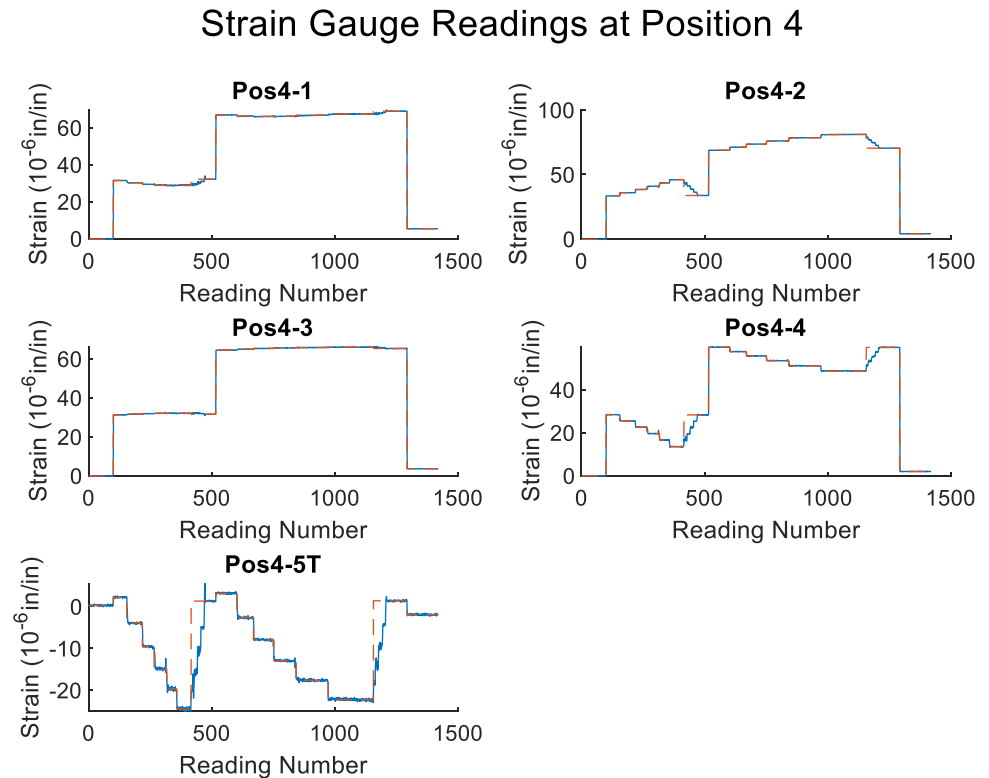 Strain Gauge Readings at Position 4
Pos4-1
Strain (10^-6in/in)
60
40
20
0
0 500 1000 1500
Reading Number
Pos4-2
Strain (10^-6in/in)
100
50
0
0 500 1000 1500
Reading Number
Pos4-3
Strain (10^-6in/in)
60
40
20
0
0 500 1000 1500
Reading Number
Pos4-4
Strain (10^-6in/in)
40
20
0
0 500 1000 1500
Reading Number
Pos4-5T
Strain (10^-6in/in)
0
-10
-20
0 500 1000 1500
Reading Number